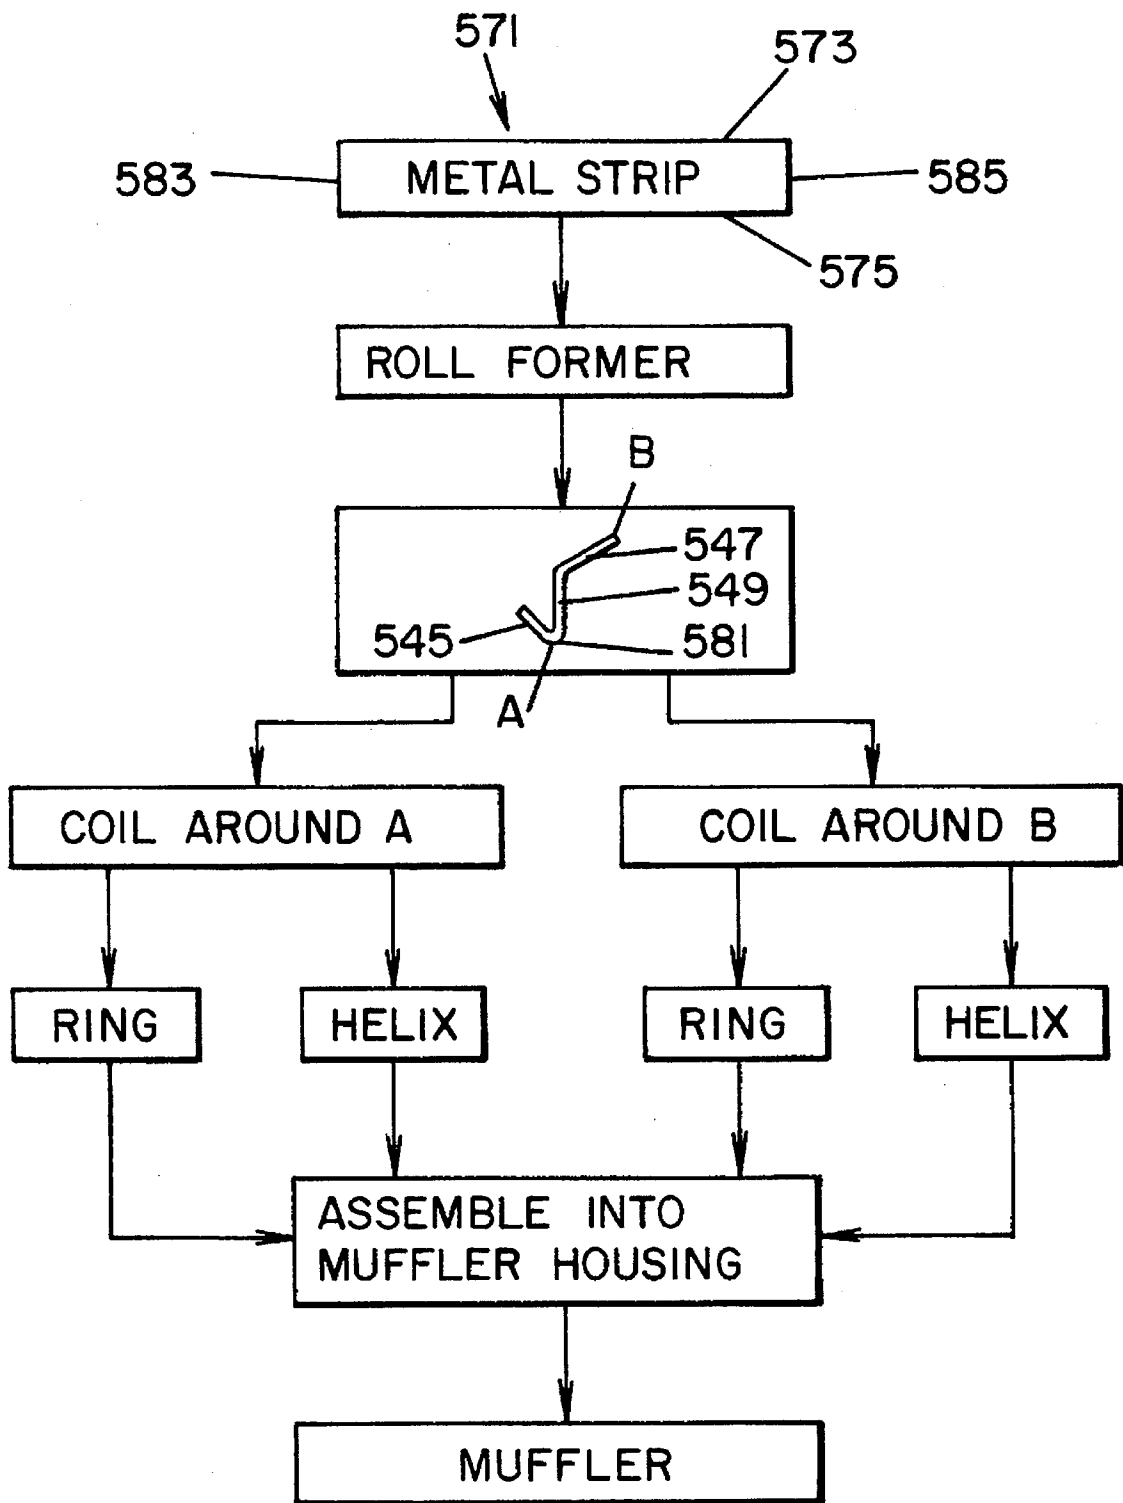 571
573
583
METAL STRIP
585
575
ROLL FORMER
B
547
549
545
581
A
COIL AROUND A
COIL AROUND B
RING
HELIX
RING
HELIX
ASSEMBLE INTO
MUFFLER HOUSING
MUFFLER